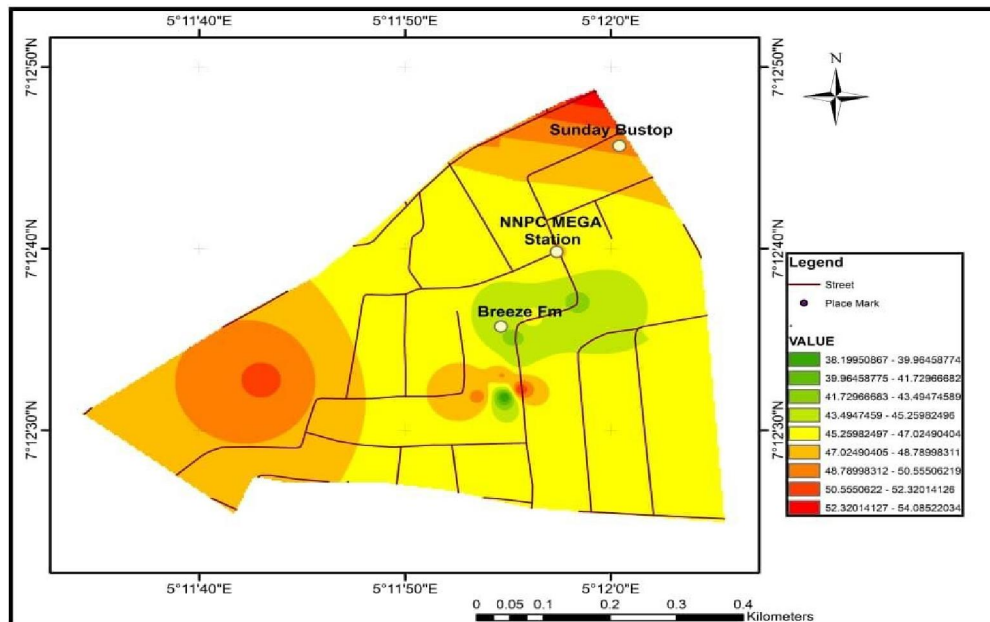 5°11'40"E
5°11'50"E
5°12'0"E
7°12'50"N
7°12'50"N
N
Sunday Bustop
NNPC MEGA
Station
7°12'40"N
7°12'40"N
Breeze Fm
7°12'30"N
7°12'30"N
Legend
Street
Place Mark
VALUE
38.19950867 - 39.96458774
39.96458775 - 41.72966682
41.72966683 - 43.49474589
43.4947459 - 45.25982496
45.25982497 - 47.02490404
47.02490405 - 48.78998311
48.78998312 - 50.55506219
50.5550622 - 52.32014126
52.32014127 - 54.08522034
5°11'40"E
5°11'50"E
5°12'0"E
0 0.05 0.1 0.2 0.3 0.4
Kilometers